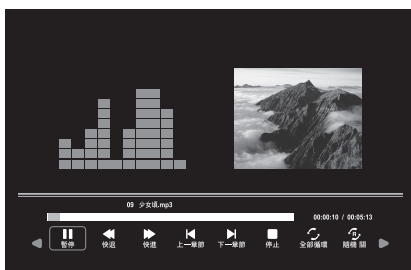 09 少女頃.mp3
00:00:10 / 00:05:13
暫停 快退 快進 上一章節 下一章節 停止 全部循環 隨機 關